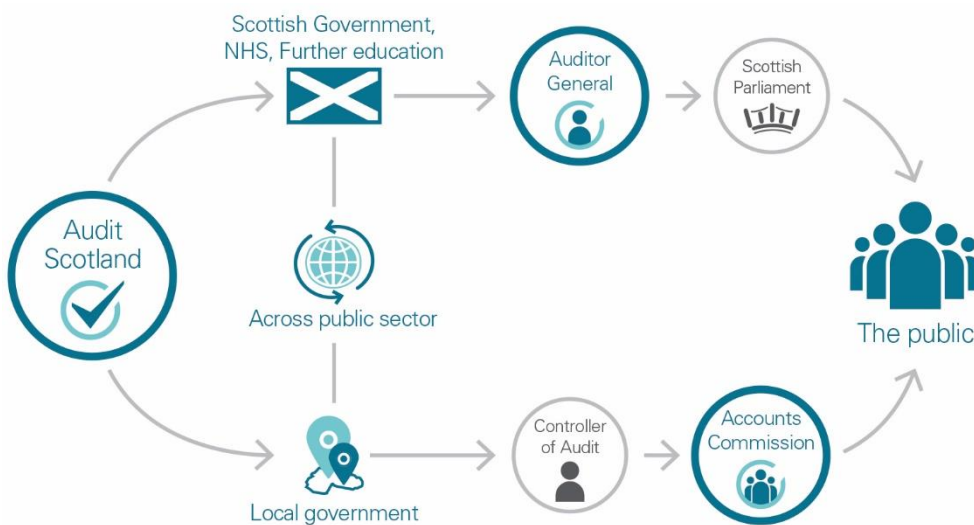 Scottish Government,
NHS, Further education
Auditor
General
Scottish
Parliament
Audit
Scotland
Across public sector
The public
Local government
Controller
of Audit
Accounts
Commission